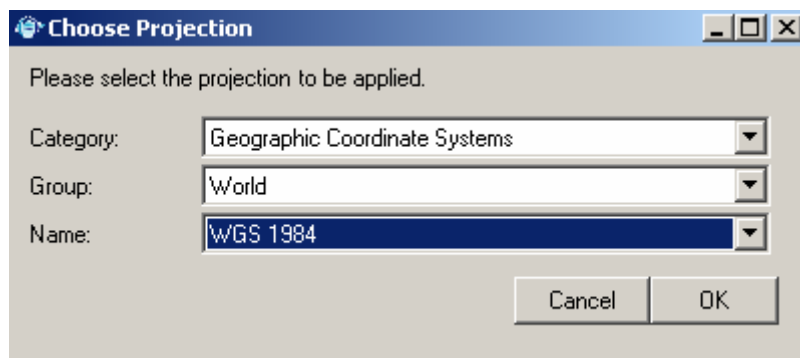 Choose Projection
Please select the projection to be applied.
Category: Geographic Coordinate Systems
Group: World
Name: WGS 1984
Cancel OK